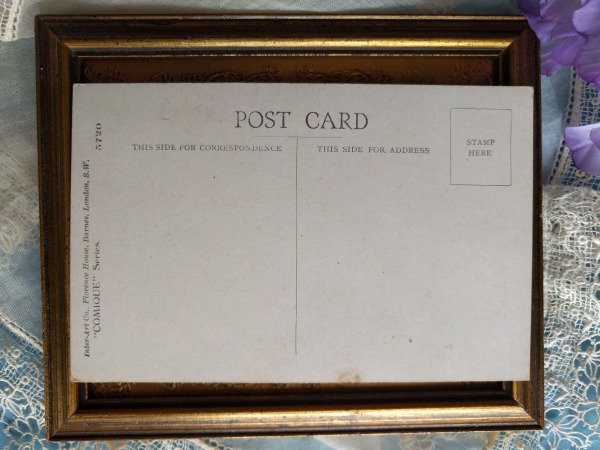 POST CARD
THIS SIDE FOR CORRESPONDENCE
THIS SIDE FOR ADDRESS
STAMP
HERE
Inter-Art Co., Florence House, Barnes, London, S.W.
"COMIQUE" Series 5720